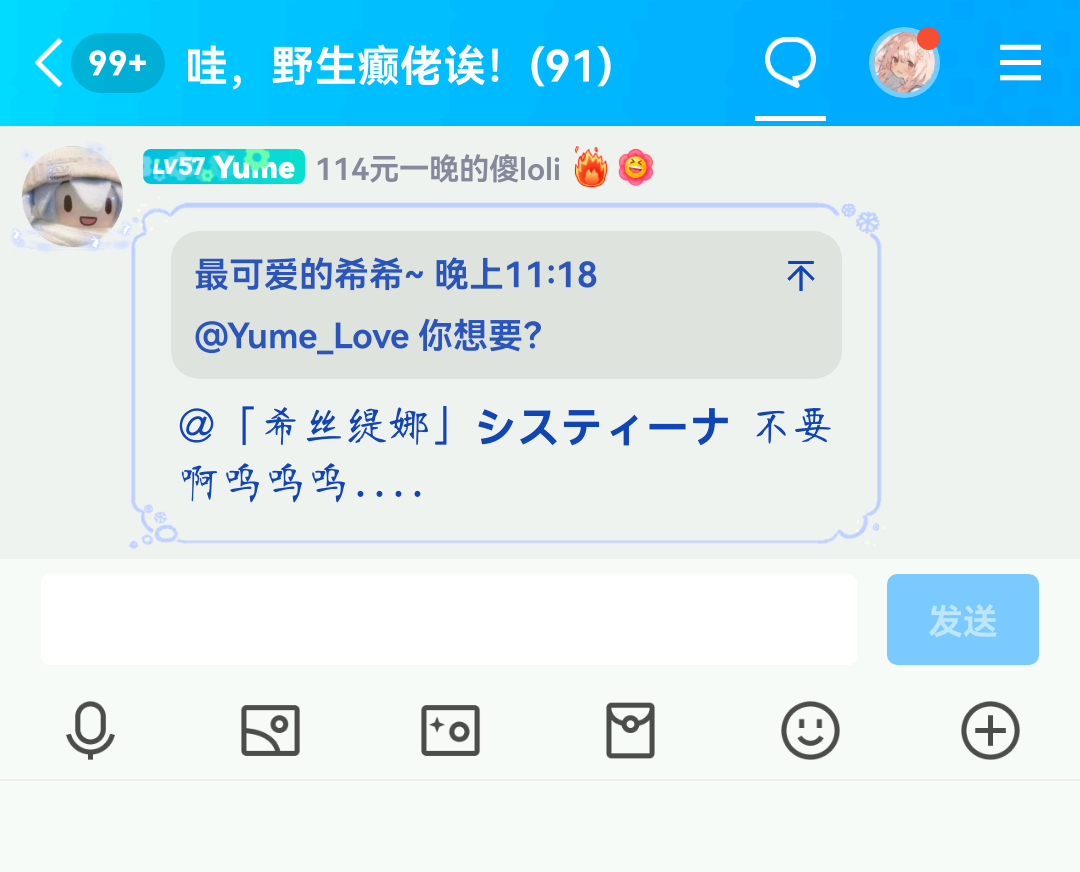 99+ 哇，野生癫佬诶!（91）
LV57 Yume 114元一晚的傻loli
最可爱的希希~ 晚上11:18
@Yume_Love 你想要？
@「希丝缇娜」システィーナ 不要
啊呜呜呜....
发送